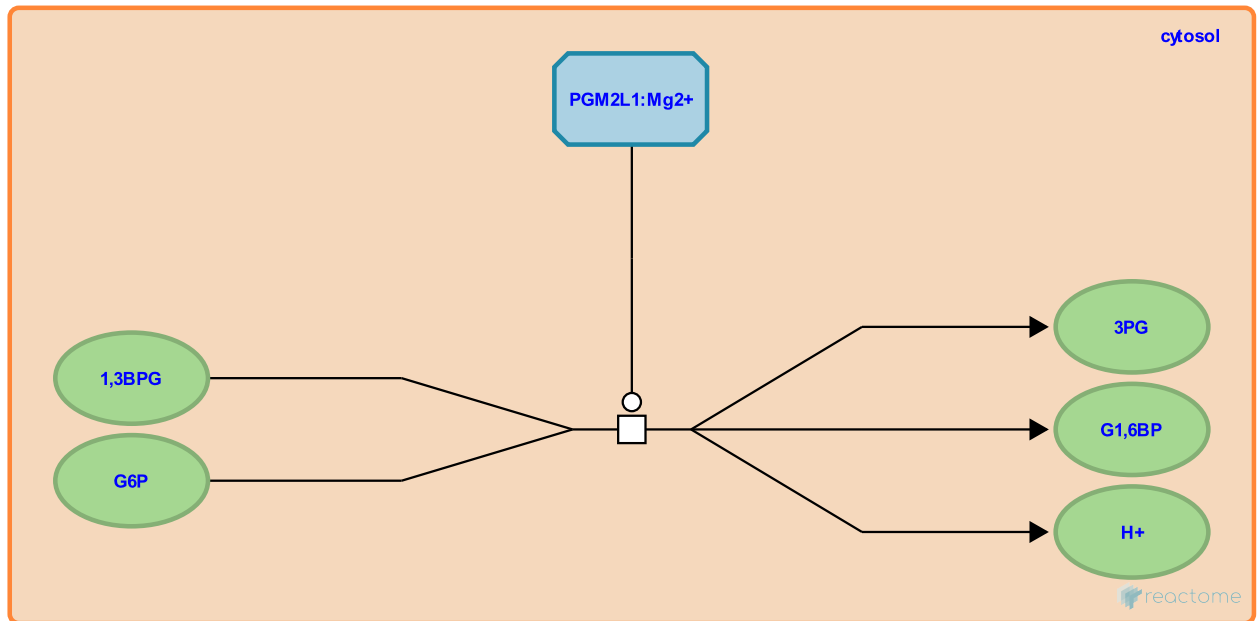 cytosol
PGM2L1:Mg2+
1,3BPG
G6P
3PG
G1,6BP
H+
reactome